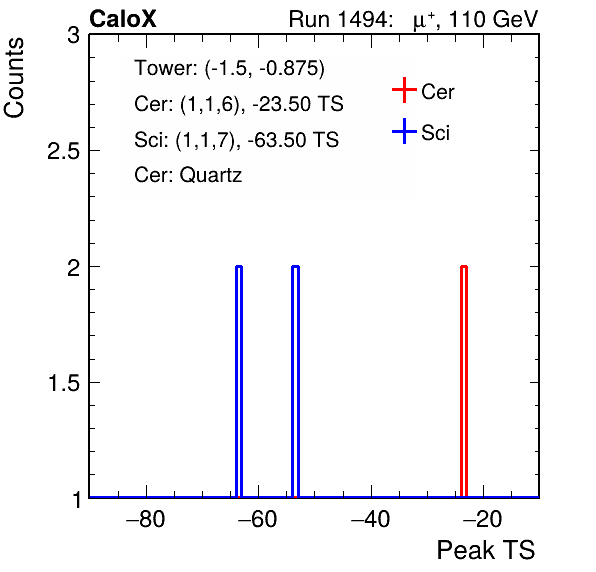 CaloX Run 1494: μ⁺, 110 GeV
Counts
Tower: (-1.5, -0.875)
Cer: (1,1,6), -23.50 TS
Sci: (1,1,7), -63.50 TS
Cer: Quartz
Cer
Sci
3
2.5
2
1.5
1
−80 −60 −40 −20
Peak TS